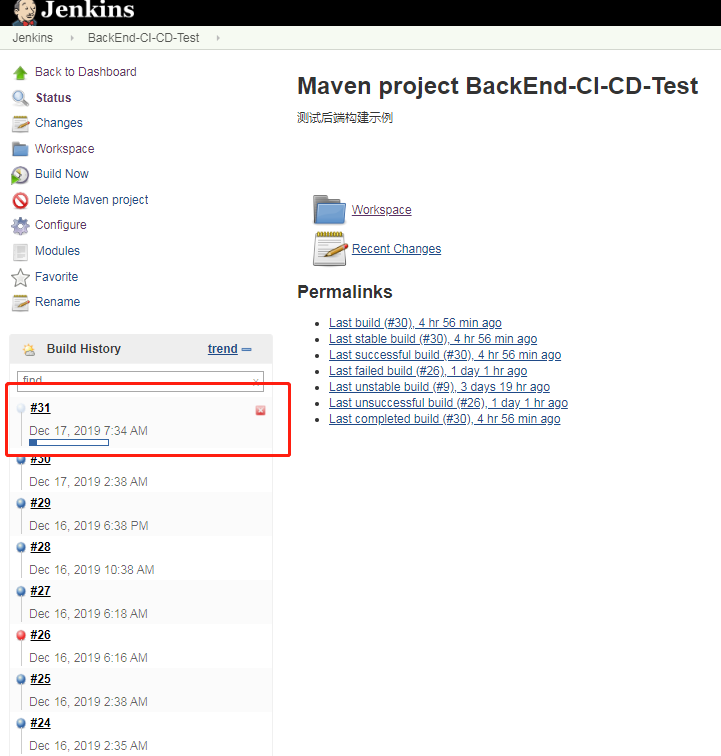 Jenkins
Jenkins BackEnd-CI-CD-Test
Back to Dashboard
Status
Changes
Workspace
Build Now
Delete Maven project
Configure
Modules
Favorite
Rename
Build History trend
find
#31
Dec 17, 2019 7:34 AM
#30
Dec 17, 2019 2:38 AM
#29
Dec 16, 2019 6:38 PM
#28
Dec 16, 2019 10:38 AM
#27
Dec 16, 2019 6:18 AM
#26
Dec 16, 2019 6:16 AM
#25
Dec 16, 2019 2:38 AM
#24
Dec 16, 2019 2:35 AM
Maven project BackEnd-CI-CD-Test
测试后端构建示例
Workspace
Recent Changes
Permalinks
Last build (#30), 4 hr 56 min ago
Last stable build (#30), 4 hr 56 min ago
Last successful build (#30), 4 hr 56 min ago
Last failed build (#26), 1 day 1 hr ago
Last unstable build (#9), 3 days 19 hr ago
Last unsuccessful build (#26), 1 day 1 hr ago
Last completed build (#30), 4 hr 56 min ago